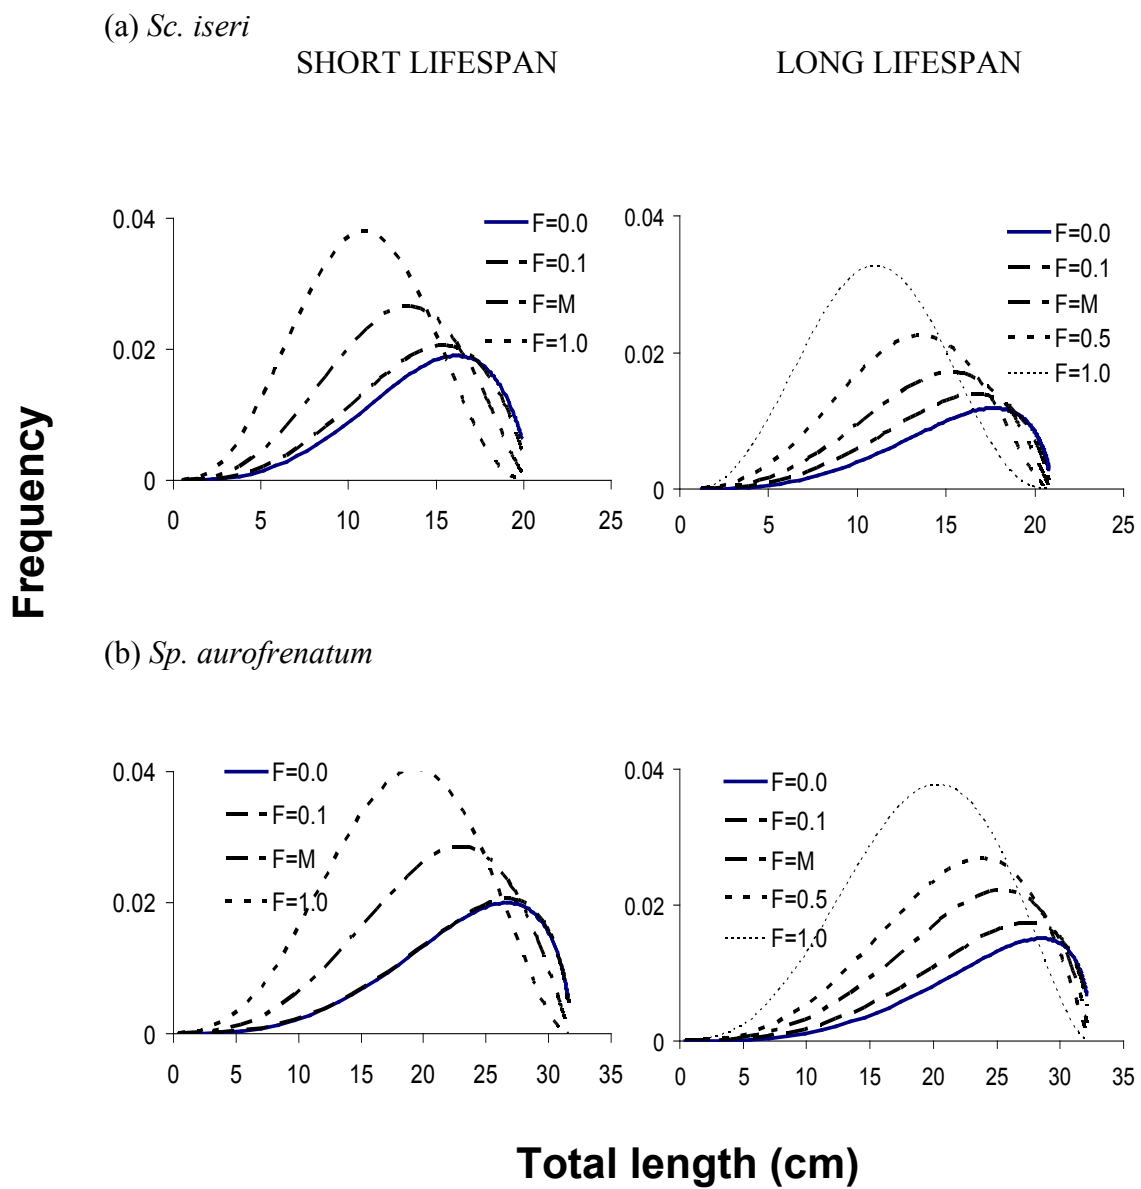 (a) Sc. iseri
SHORT LIFESPAN
LONG LIFESPAN
0.04
0.02
0
0 5 10 15 20 25
F=0.0
F=0.1
F=M
F=1.0
0.04
0.02
0
0 5 10 15 20 25
F=0.0
F=0.1
F=M
F=0.5
F=1.0
Frequency
(b) Sp. aurofrenatum
0.04
0.02
0
0 5 10 15 20 25 30 35
F=0.0
F=0.1
F=M
F=1.0
0.04
0.02
0
0 5 10 15 20 25 30 35
F=0.0
F=0.1
F=M
F=0.5
F=1.0
Total length (cm)